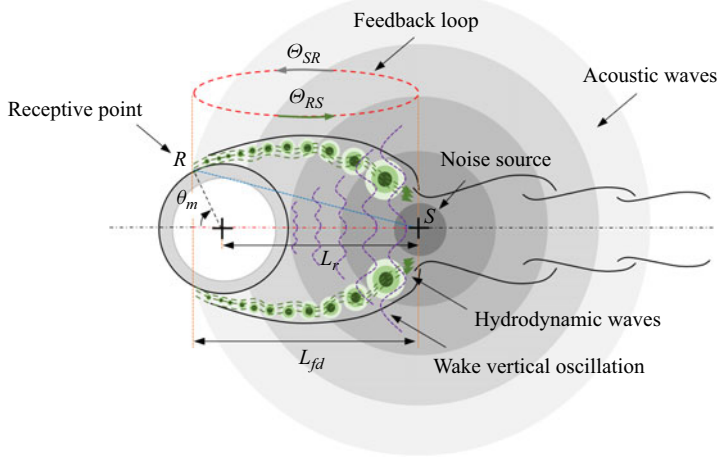 Feedback loop
Θ_SR
Acoustic waves
Θ_RS
Receptive point
R
Noise source
θ_m
S
L_r
Hydrodynamic waves
L_fd
Wake vertical oscillation